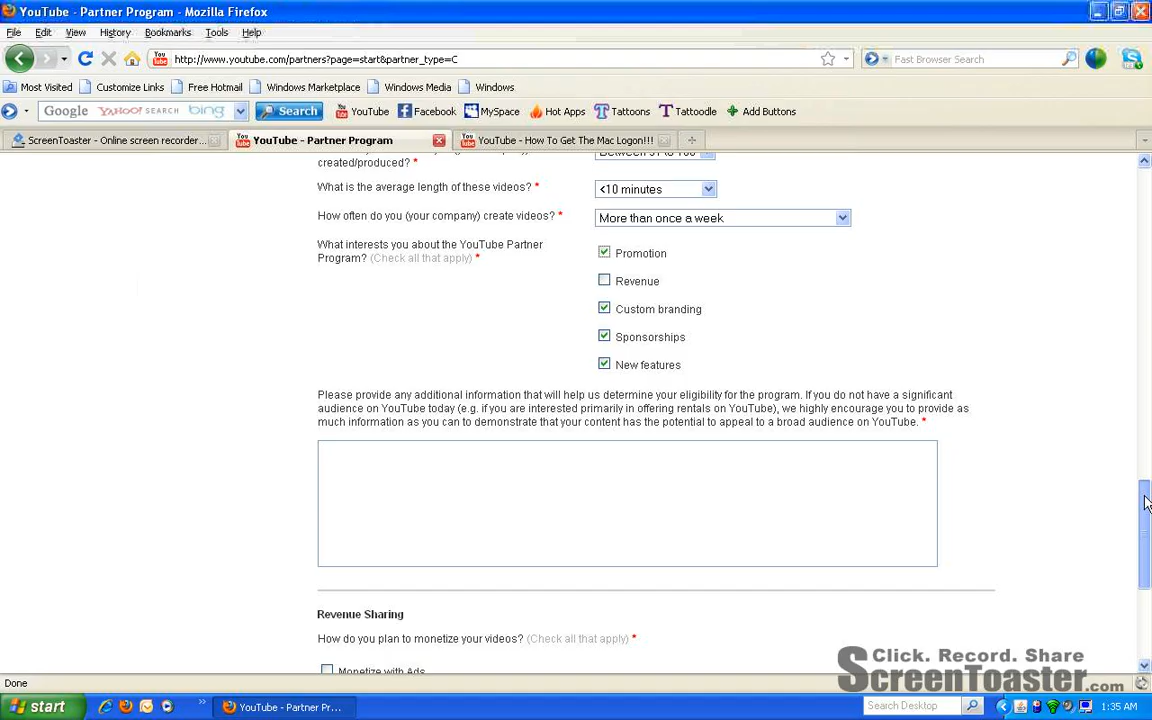 YouTube - Partner Program - Mozilla Firefox
File Edit View History Bookmarks Tools Help
http://www.youtube.com/partners?page=start&partner_type=C
Fast Browser Search
Most Visited Customize Links Free Hotmail Windows Marketplace Windows Media Windows
Google YAHOO! SEARCH bing Search YouTube Facebook MySpace Hot Apps Tattoos Tattoodle Add Buttons
ScreenToaster - Online screen recorder... YouTube - Partner Program YouTube - How To Get The Mac Logon!!!
created/produced? *
What is the average length of these videos? * <10 minutes
How often do you (your company) create videos? * More than once a week
What interests you about the YouTube Partner
Program? (Check all that apply) *
Promotion
Revenue
Custom branding
Sponsorships
New features
Please provide any additional information that will help us determine your eligibility for the program. If you do not have a significant
audience on YouTube today (e.g. if you are interested primarily in offering rentals on YouTube), we highly encourage you to provide as
much information as you can to demonstrate that your content has the potential to appeal to a broad audience on YouTube. *
Revenue Sharing
How do you plan to monetize your videos? (Check all that apply) *
Monetize with Ads
Click. Record. Share
ScreenToaster.com
Done
start YouTube - Partner Pr... Search Desktop 1:35 AM